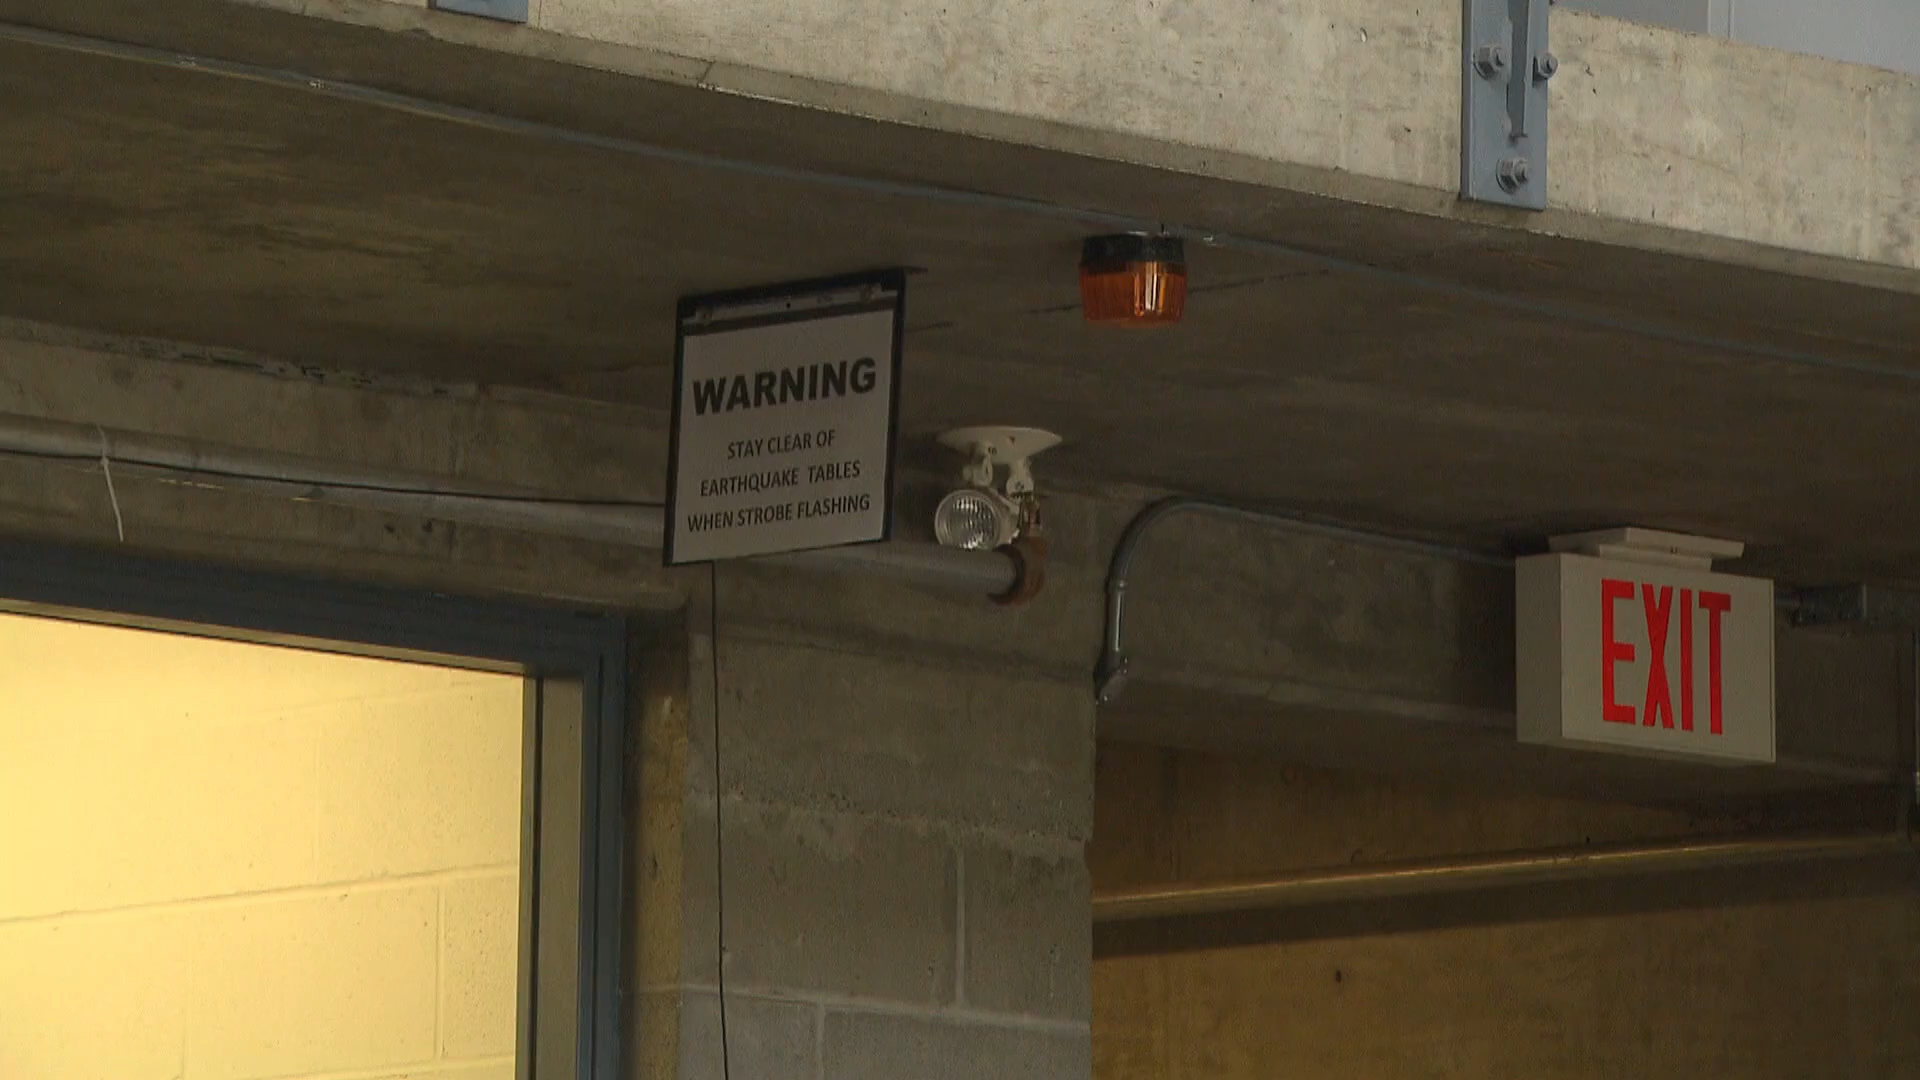 WARNING
STAY CLEAR OF
EARTHQUAKE TABLES
WHEN STROBE FLASHING
EXIT